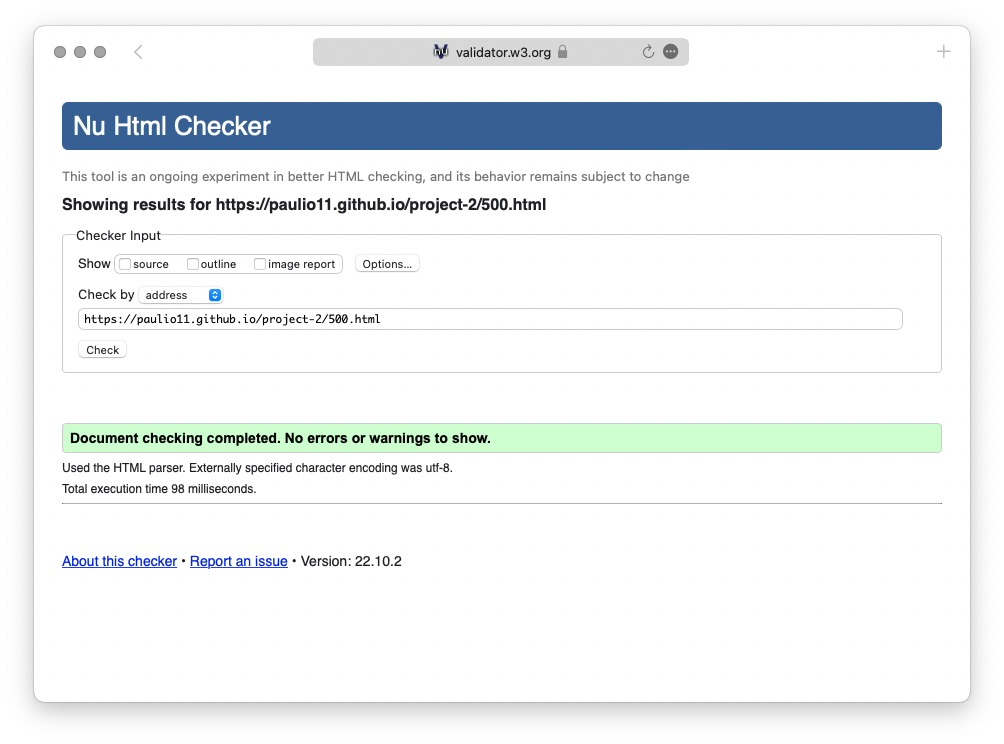 validator.w3.org
Nu Html Checker
This tool is an ongoing experiment in better HTML checking, and its behavior remains subject to change
Showing results for https://paulio11.github.io/project-2/500.html
Checker Input
Show source outline image report Options...
Check by address
https://paulio11.github.io/project-2/500.html
Check
Document checking completed. No errors or warnings to show.
Used the HTML parser. Externally specified character encoding was utf-8.
Total execution time 98 milliseconds.
About this checker • Report an issue • Version: 22.10.2